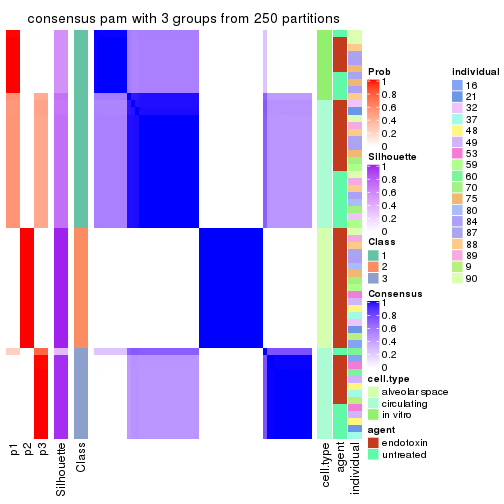 consensus pam with 3 groups from 250 partitions
Prob
1
0.8
0.6
0.4
0.2
0
Silhouette
1
0.8
0.6
0.4
0.2
0
Class
1
2
3
Consensus
1
0.8
0.6
0.4
0.2
0
cell.type
alveolar space
circulating
in vitro
agent
endotoxin
untreated
Individual
16
21
32
37
48
49
53
59
60
70
75
80
84
87
88
89
9
90
p1
p2
p3
Silhouette
Class
cell.type
agent
individual